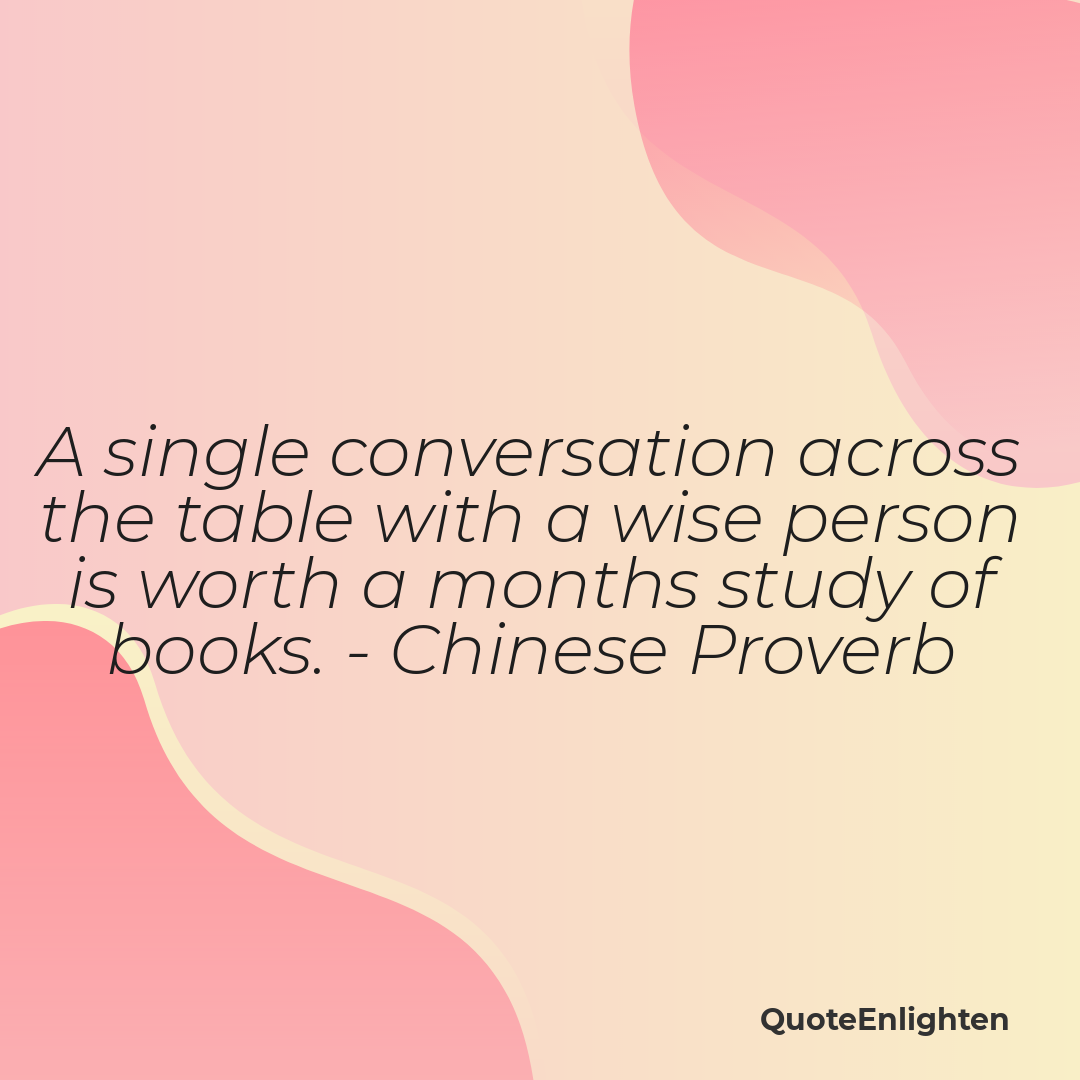 A single conversation across
the table with a wise person
is worth a months study of
books. - Chinese Proverb
QuoteEnlighten